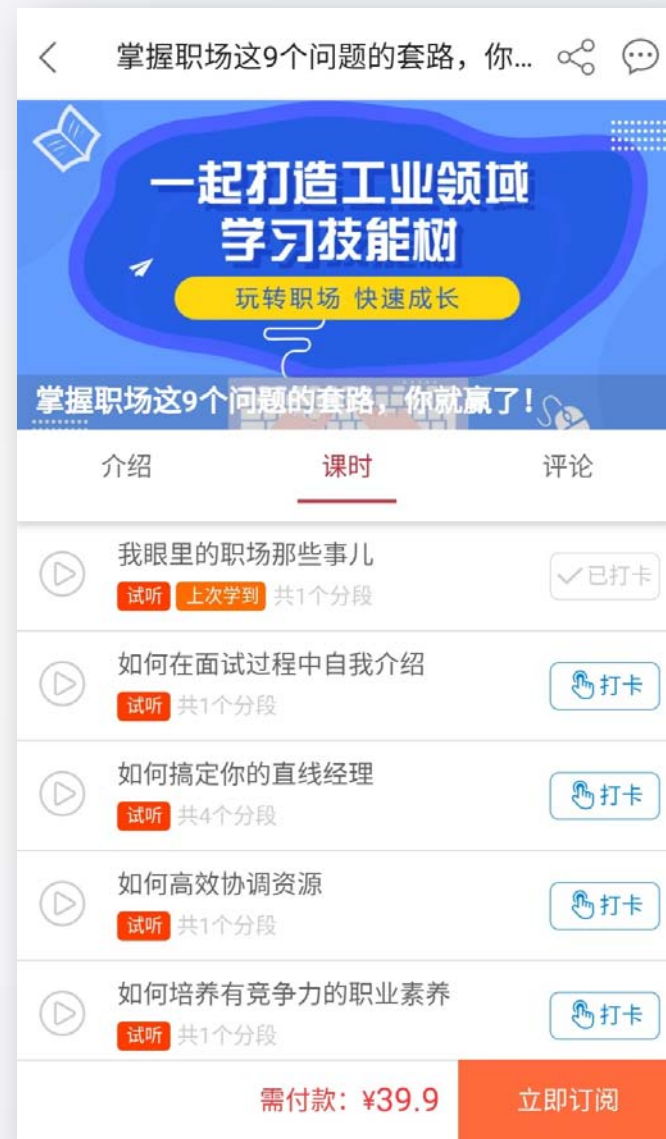 掌握职场这9个问题的套路，你...
一起打造工业领域
学习技能树
玩转职场 快速成长
掌握职场这9个问题的套路，你就赢了！
介绍 课时 评论
我眼里的职场那些事儿
试听 上次学到 共1个分段
已打卡
如何在面试过程中自我介绍
试听 共1个分段
打卡
如何搞定你的直线经理
试听 共4个分段
打卡
如何高效协调资源
试听 共1个分段
打卡
如何培养有竞争力的职业素养
试听 共1个分段
打卡
需付款：¥39.9 立即订阅